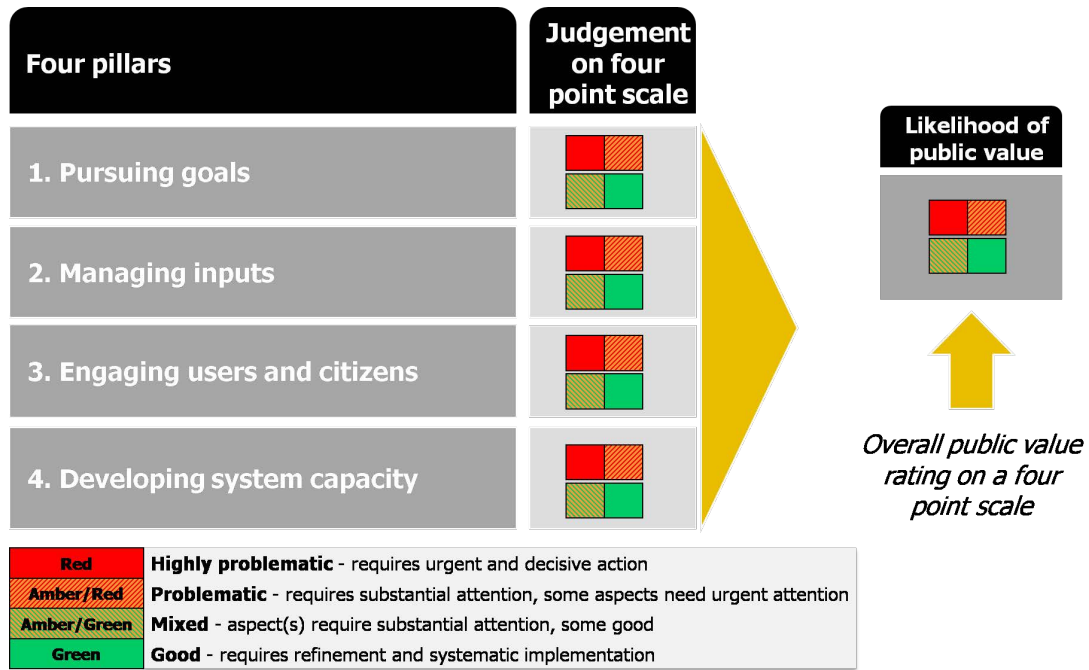 Four pillars
Judgement
on four
point scale
Likelihood of
public value
1. Pursuing goals
2. Managing inputs
3. Engaging users and citizens
4. Developing system capacity
Overall public value
rating on a four
point scale
Red Highly problematic - requires urgent and decisive action
Amber/Red Problematic - requires substantial attention, some aspects need urgent attention
Amber/Green Mixed - aspect(s) require substantial attention, some good
Green Good - requires refinement and systematic implementation